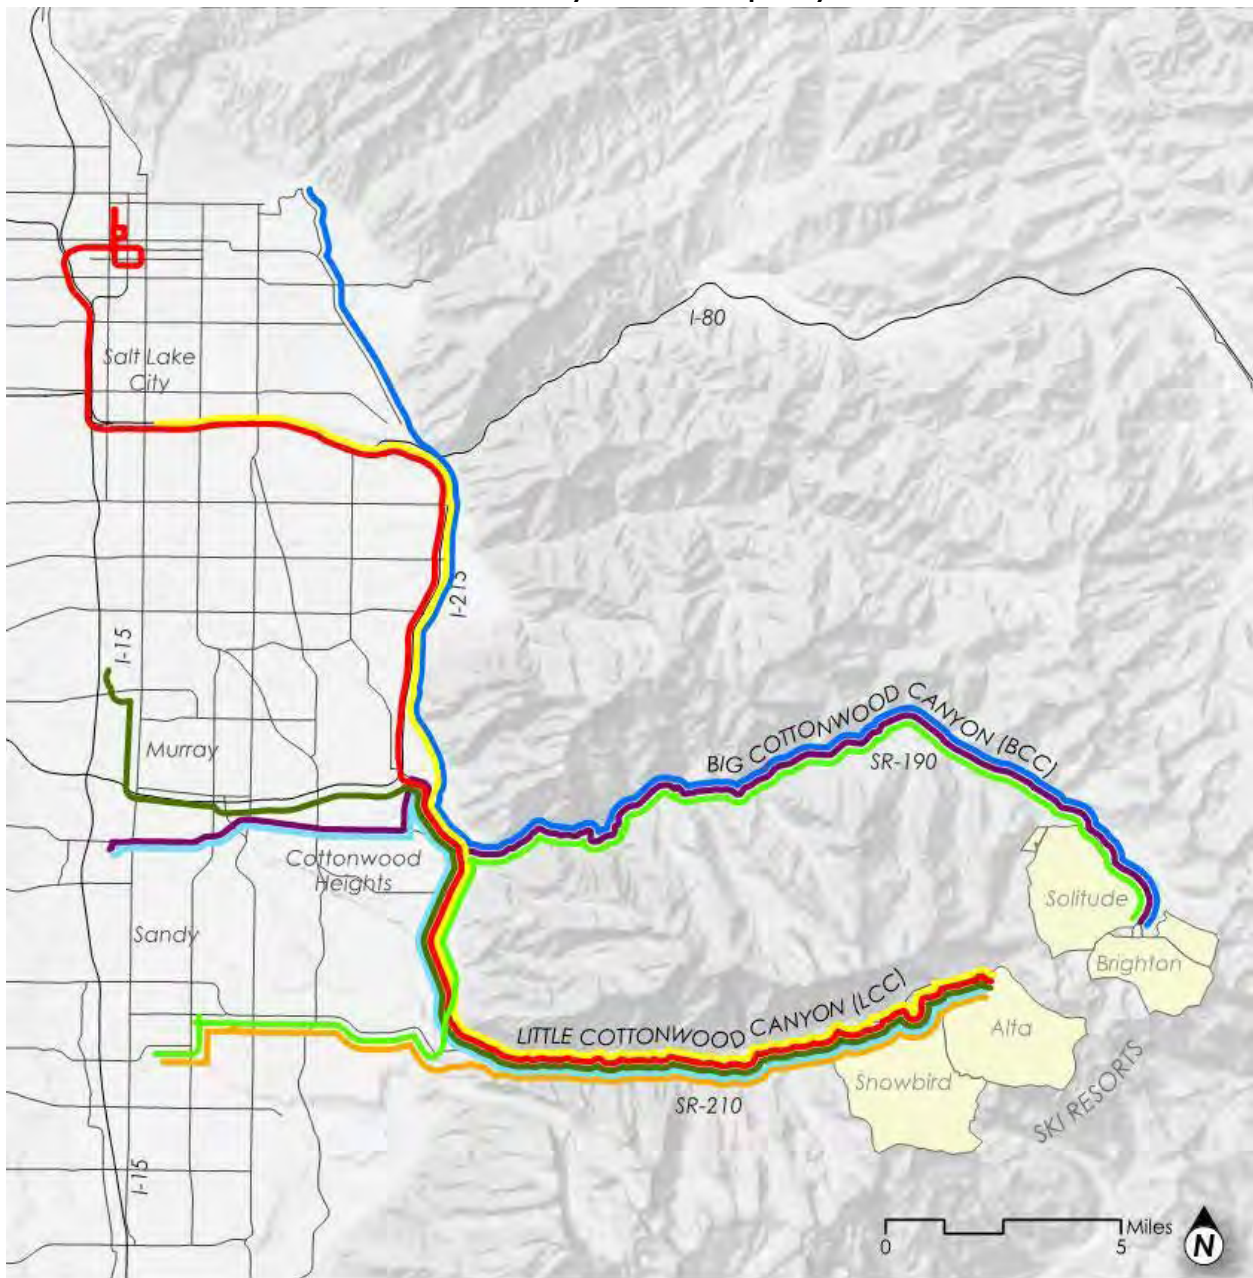 I-80
Salt Lake
City
I-215
I-15
BIG COTTONWOOD CANYON (BCC)
SR-190
Murray
Cottonwood
Heights
Solitude
Sandy
Brighton
LITTLE COTTONWOOD CANYON (LCC)
Alta
Snowbird
SKI RESORTS
SR-210
I-15
Miles
0
5
N